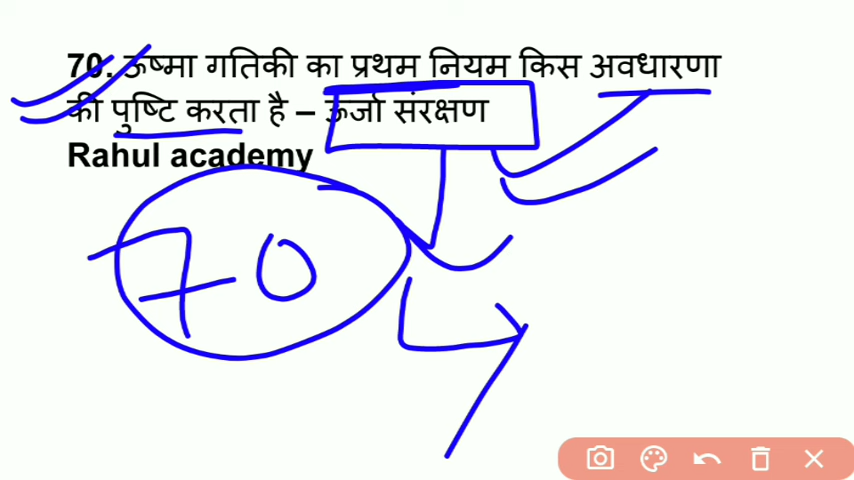 70. ऊष्मा गतिकी का प्रथम नियम किस अवधारणा
की पुष्टि करता है – ऊर्जा संरक्षण
Rahul academy
70